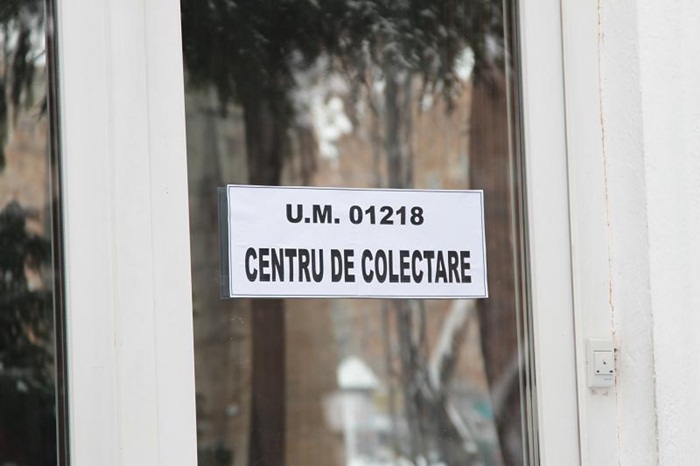 U.M. 01218
CENTRU DE COLECTARE